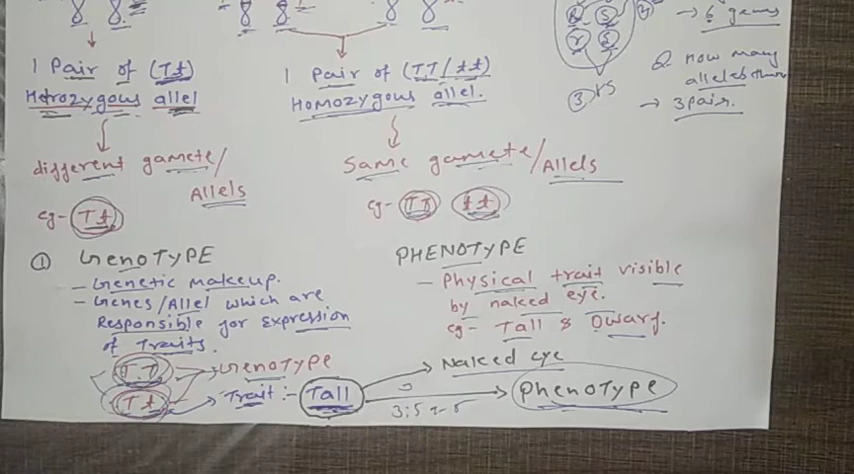 → 6 genus
Q. How many
allelets there
→ 3 pair.
1 Pair of (Tt)
Hetrozygous allel
different gamete/
Allels
eg- Tt
1 Pair of (TT/tt)
Homozygous allel.
Same gamete/Allels
eg- TT tt
① GenoTYPE
- Genetic makeup.
- Genes/Allel which are
Responsible for Expression
of Traits.
TT → GenoTYPE
Tt → Trait :- Tall
PHENOTYPE
- Physical trait visible
by naked eye.
eg- Tall & Dwarf.
Naked eye
PhenoTYPE